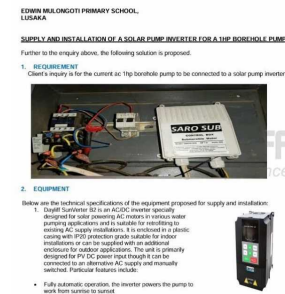 EDWIN MULONGOTI PRIMARY SCHOOL,
LUSAKA
SUPPLY AND INSTALLATION OF A SOLAR PUMP INVERTER FOR A 1HP BOREHOLE PUMP
Further to the enquiry above, the following solution is proposed.
1. REQUIREMENT
Client's inquiry is for the current ac 1hp borehole pump to be connected to a solar pump inverter
SARO SUB
CONTROL BOX
2. EQUIPMENT
Below are the technical specifications of the equipment proposed for supply and installation:
1. Dayliff SunVerter B2 is an AC/DC inverter specially
designed for solar powering AC motors in various water
pumping applications and is suitable for retrofitting to
existing AC supply installations. It is enclosed in a plastic
casing with IP20 protection grade suitable for indoor
installations or can be supplied with an additional
enclosure for outdoor applications. The unit is primarily
designed for PV DC power input though it can be
connected to an alternative AC supply and manually
switched. Particular features include:
• Fully automatic operation, the inverter powers the pump to
work from sunrise to sunset